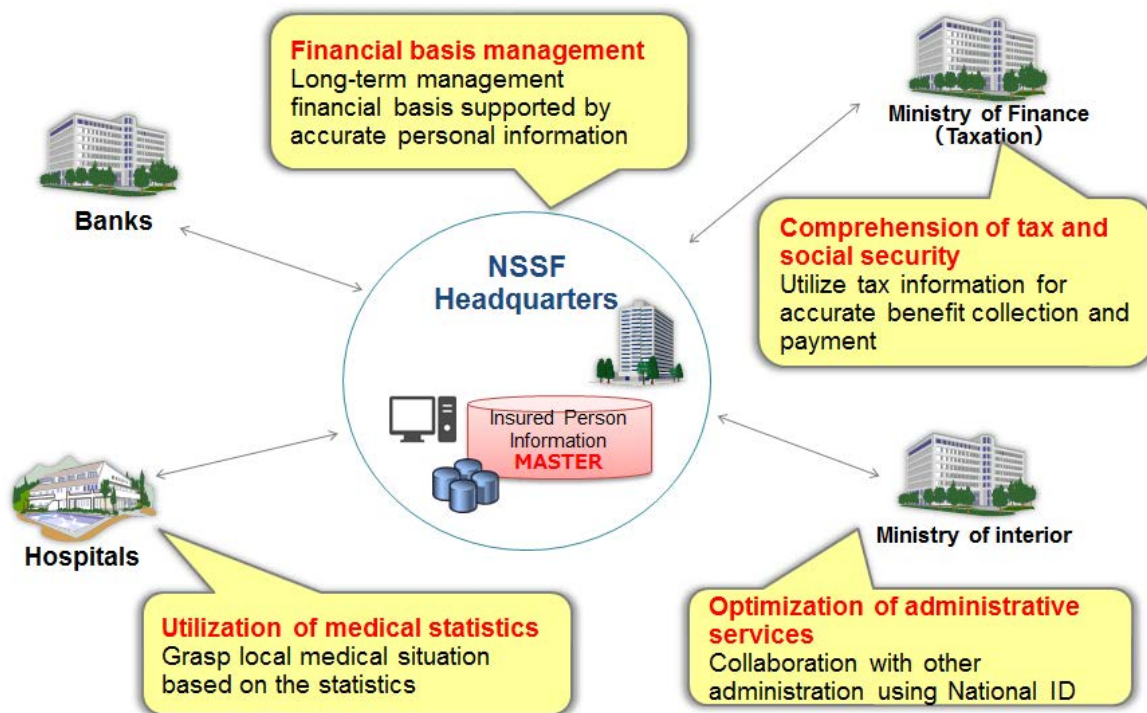 Financial basis management
Long-term management
financial basis supported by
accurate personal information
Banks
Ministry of Finance
（Taxation）
Comprehension of tax and
social security
Utilize tax information for
accurate benefit collection and
payment
NSSF
Headquarters
Insured Person
Information
MASTER
Hospitals
Ministry of interior
Utilization of medical statistics
Grasp local medical situation
based on the statistics
Optimization of administrative
services
Collaboration with other
administration using National ID